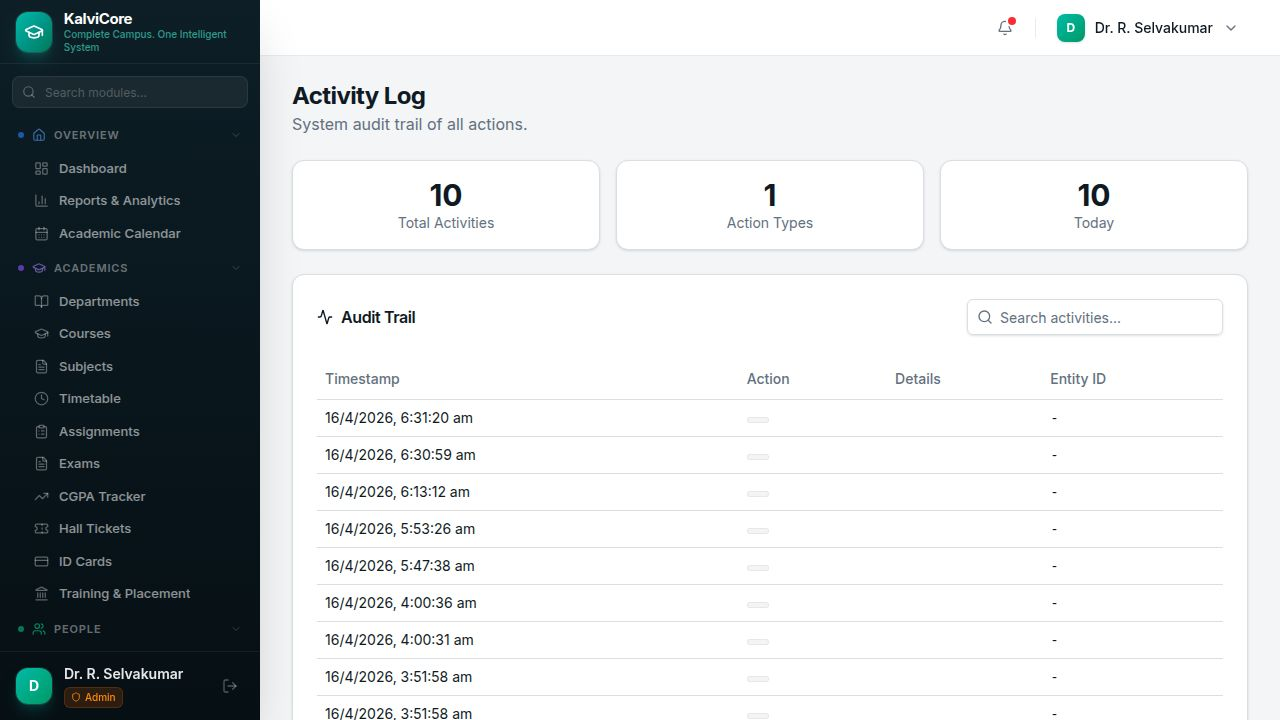 KalviCore
Complete Campus. One Intelligent
System
Search modules...
OVERVIEW
Dashboard
Reports & Analytics
Academic Calendar
ACADEMICS
Departments
Courses
Subjects
Timetable
Assignments
Exams
CGPA Tracker
Hall Tickets
ID Cards
Training & Placement
PEOPLE
D
Dr. R. Selvakumar
Admin
D Dr. R. Selvakumar
Activity Log
System audit trail of all actions.
10
Total Activities
1
Action Types
10
Today
Audit Trail
Search activities...
Timestamp Action Details Entity ID
16/4/2026, 6:31:20 am -
16/4/2026, 6:30:59 am -
16/4/2026, 6:13:12 am -
16/4/2026, 5:53:26 am -
16/4/2026, 5:47:38 am -
16/4/2026, 4:00:36 am -
16/4/2026, 4:00:31 am -
16/4/2026, 3:51:58 am -
16/4/2026, 3:51:58 am -